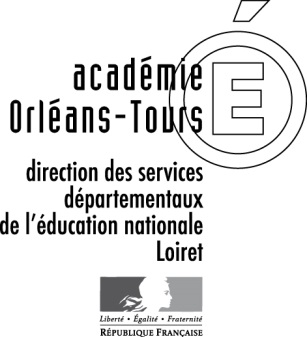 académie
Orléans-Tours
É
direction des services
départementaux
de l'éducation nationale
Loiret
Liberté • Égalité • Fraternité
RÉPUBLIQUE FRANÇAISE